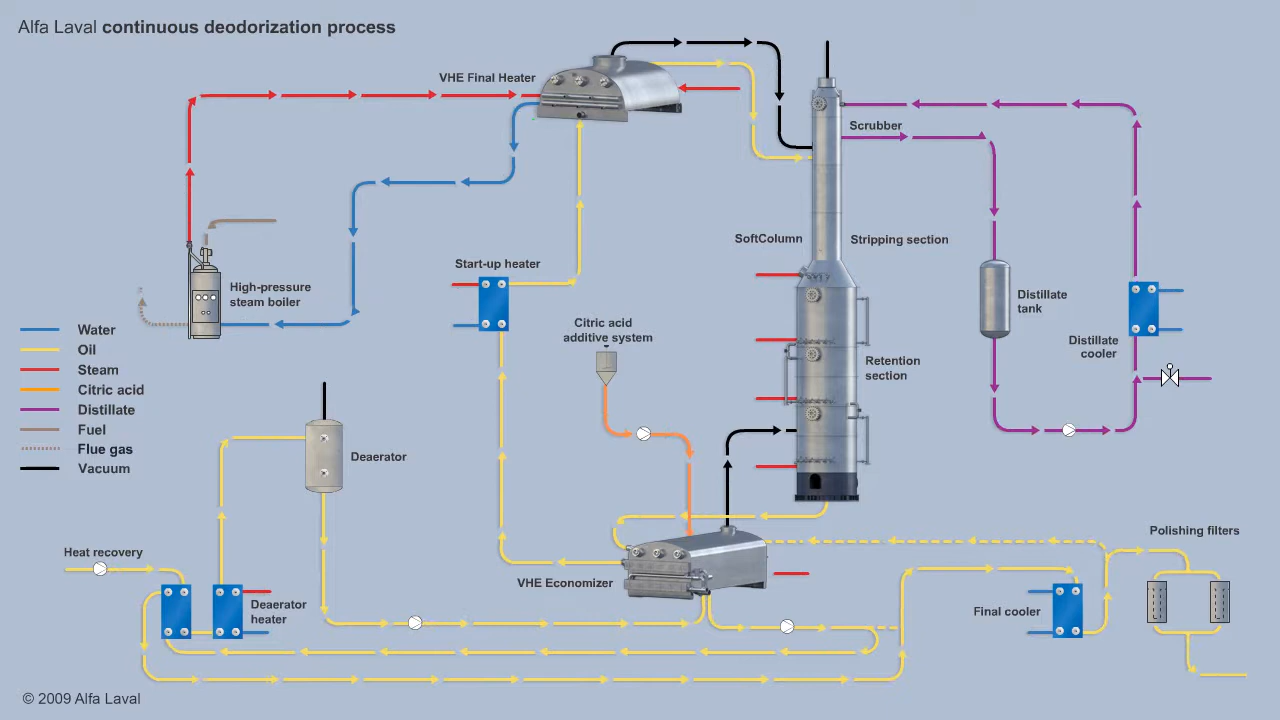 Alfa Laval continuous deodorization process
VHE Final Heater
Scrubber
SoftColumn
Stripping section
Start-up heater
High-pressure
steam boiler
Distillate
tank
Citric acid
additive system
Distillate
cooler
Retention
section
Water
Oil
Steam
Citric acid
Distillate
Fuel
Flue gas
Vacuum
Deaerator
Heat recovery
Polishing filters
VHE Economizer
Deaerator
heater
Final cooler
© 2009 Alfa Laval